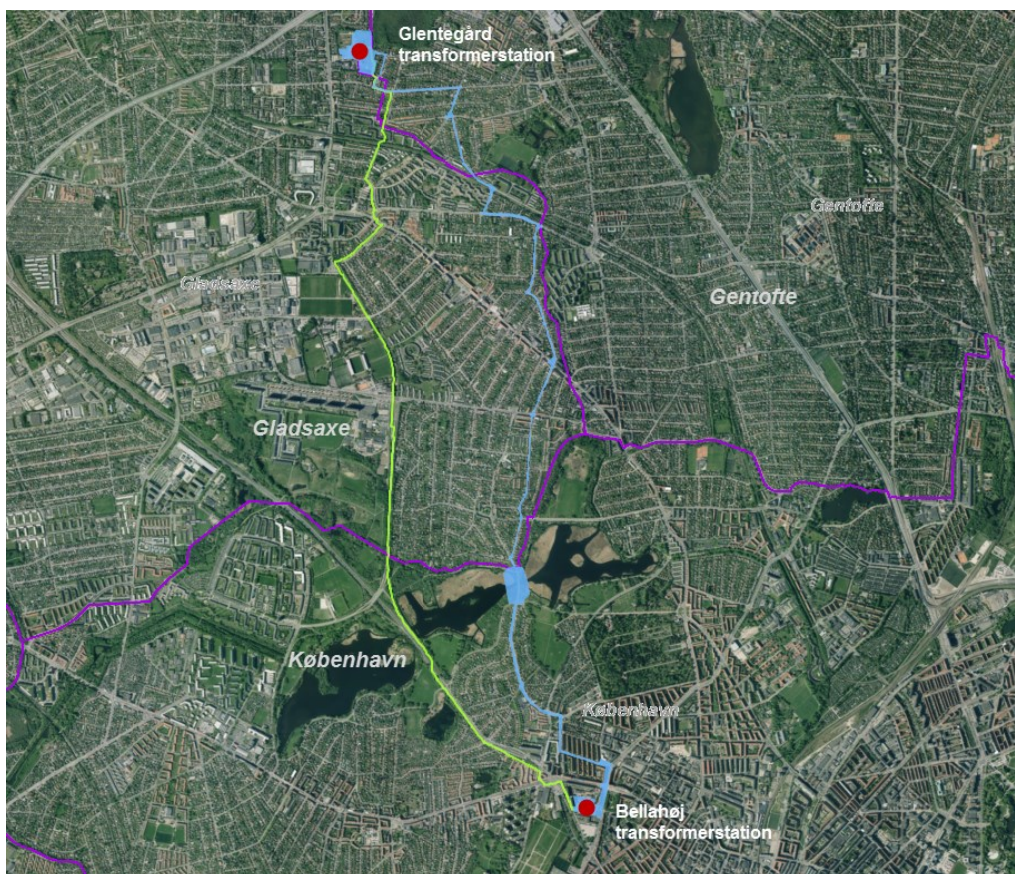 Glentegård
transformerstation
Gentofte
Gladsaxe
Gentofte
Gladsaxe
København
København
Bellahøj
transformerstation